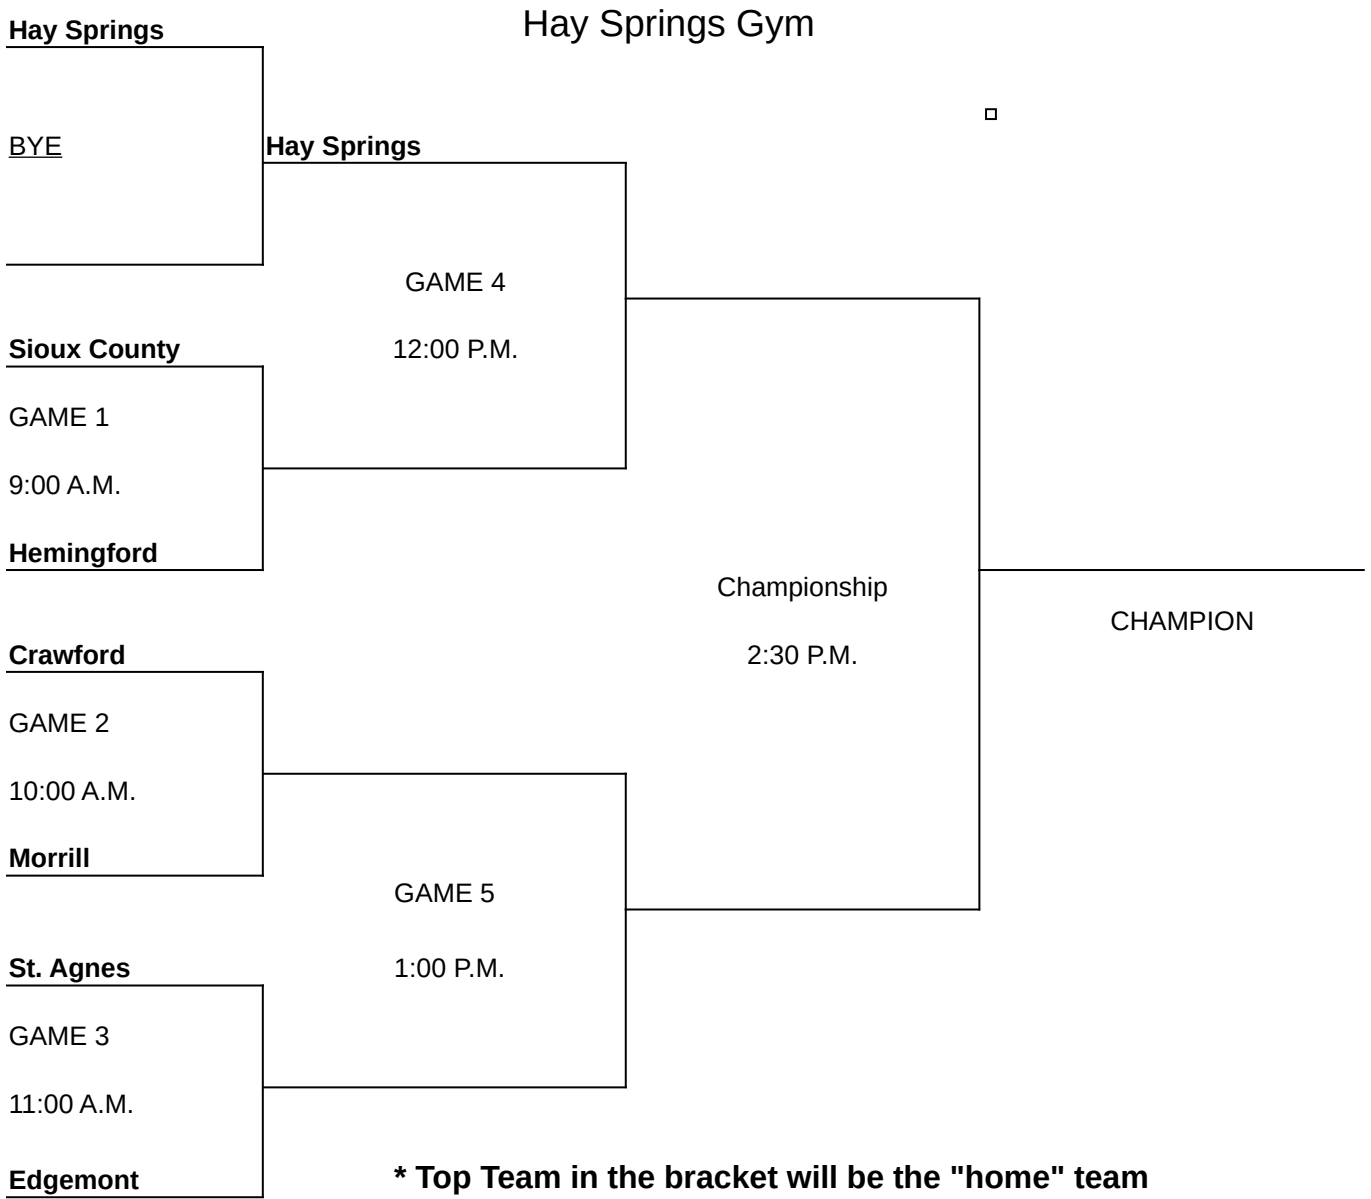 Hay Springs Gym
Hay Springs
BYE
Hay Springs
GAME 4
12:00 P.M.
Sioux County
GAME 1
9:00 A.M.
Hemingford
Championship
2:30 P.M.
CHAMPION
Crawford
GAME 2
10:00 A.M.
Morrill
GAME 5
1:00 P.M.
St. Agnes
GAME 3
11:00 A.M.
Edgemont
* Top Team in the bracket will be the "home" team